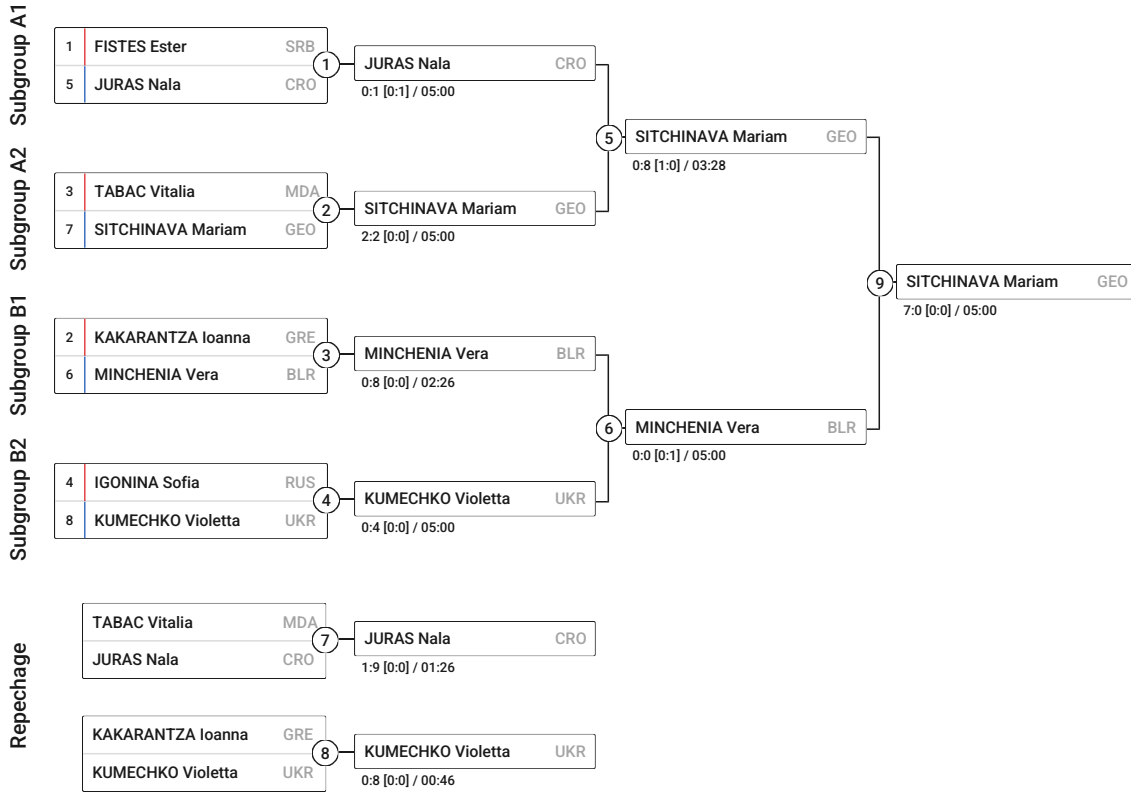 Subgroup A1
1 FISTES Ester SRB
5 JURAS Nala CRO
1
JURAS Nala CRO
0:1 [0:1] / 05:00
Subgroup A2
3 TABAC Vitalia MDA
7 SITCHINAVA Mariam GEO
2
SITCHINAVA Mariam GEO
2:2 [0:0] / 05:00
5
SITCHINAVA Mariam GEO
0:8 [1:0] / 03:28
Subgroup B1
2 KAKARANTZA Ioanna GRE
6 MINCHENIA Vera BLR
3
MINCHENIA Vera BLR
0:8 [0:0] / 02:26
Subgroup B2
4 IGONINA Sofia RUS
8 KUMECHKO Violetta UKR
4
KUMECHKO Violetta UKR
0:4 [0:0] / 05:00
6
MINCHENIA Vera BLR
0:0 [0:1] / 05:00
9
SITCHINAVA Mariam GEO
7:0 [0:0] / 05:00
Repechage
TABAC Vitalia MDA
JURAS Nala CRO
7
JURAS Nala CRO
1:9 [0:0] / 01:26
KAKARANTZA Ioanna GRE
KUMECHKO Violetta UKR
8
KUMECHKO Violetta UKR
0:8 [0:0] / 00:46